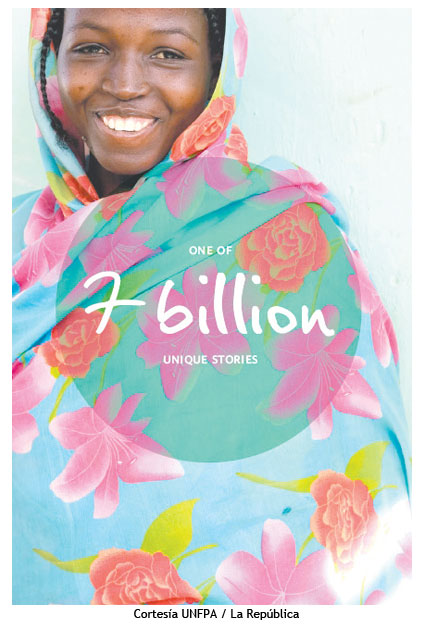 ONE OF
7 billion
UNIQUE STORIES
Cortesía UNFPA / La República